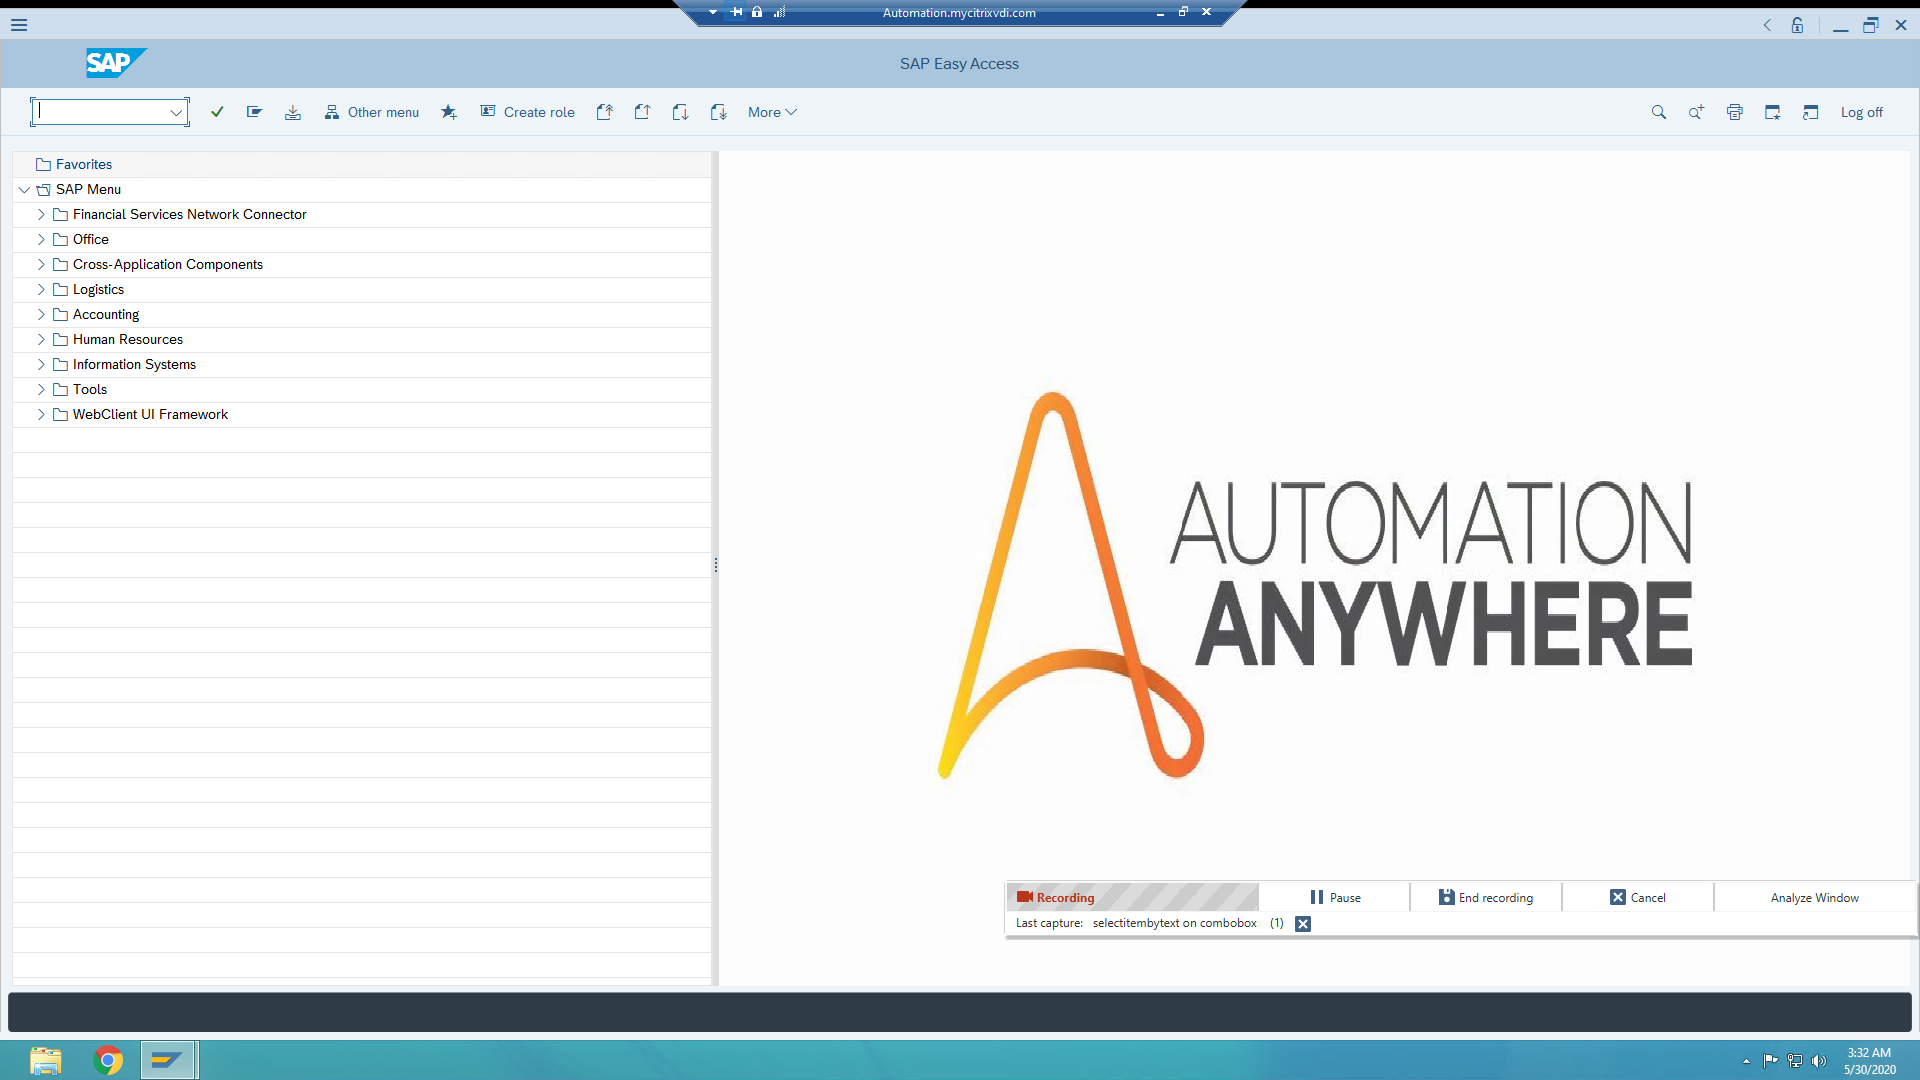 Automation.mycitrixvdi.com
SAP
SAP Easy Access
Other menu
Create role
More
Log off
Favorites
SAP Menu
Financial Services Network Connector
Office
Cross-Application Components
Logistics
Accounting
Human Resources
Information Systems
Tools
WebClient UI Framework
AUTOMATION
ANYWHERE
Recording
Pause
End recording
Cancel
Analyze Window
Last capture: selectitembytext on combobox (1)
3:32 AM
5/30/2020